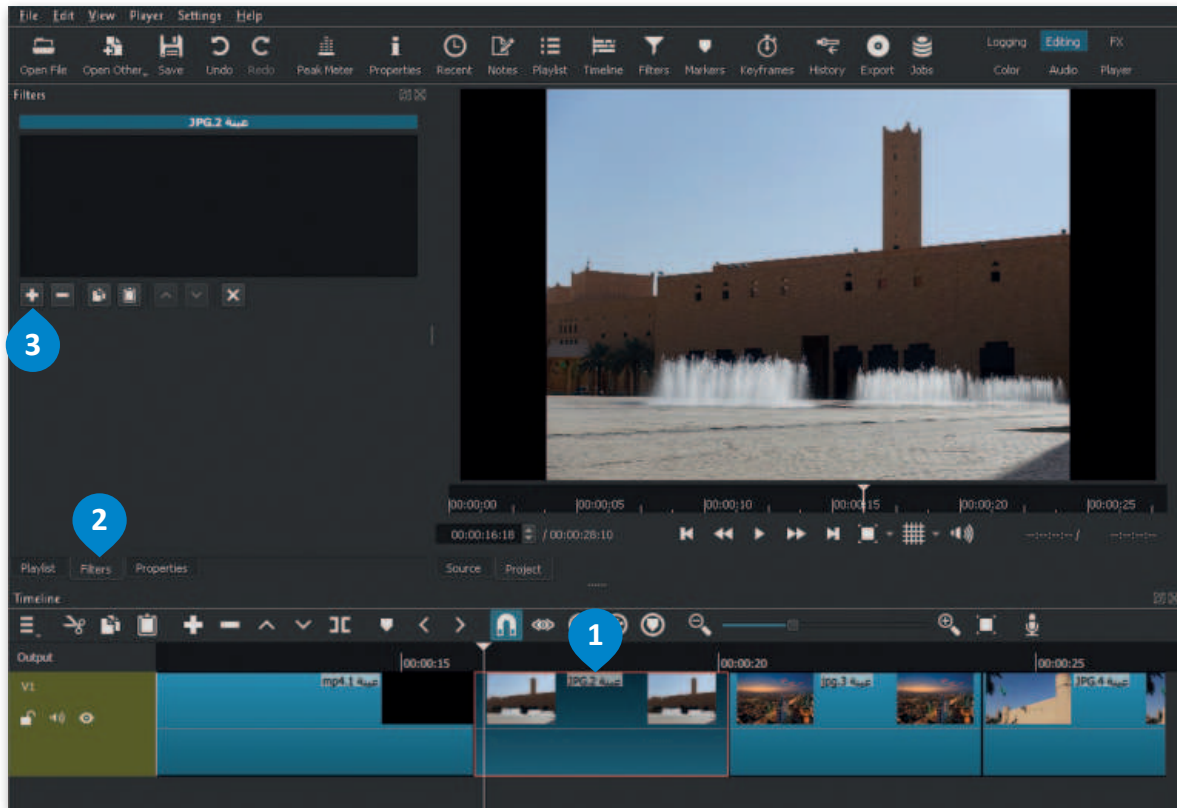 File Edit View Player Settings Help
Open File Open Other... Save Undo Redo Peak Meter Properties Recent Notes Playlist Timeline Filters Markers Keyframes History Export Jobs
Logging Editing FX
Color Audio Player
Filters
عينة 2.JPG
3
2
00:00:00 00:00:05 00:00:10 00:00:15 00:00:20 00:00:25
00:00:16:18 / 00:00:28:10 --:--:--:-- / --:--:--:--
Playlist Filters Properties
Source Project
Timeline
1
Output
00:00:15 00:00:20 00:00:25
V1
عينة 1.mp4
عينة 2.JPG
عينة 3.jpg
عينة 4.JPG